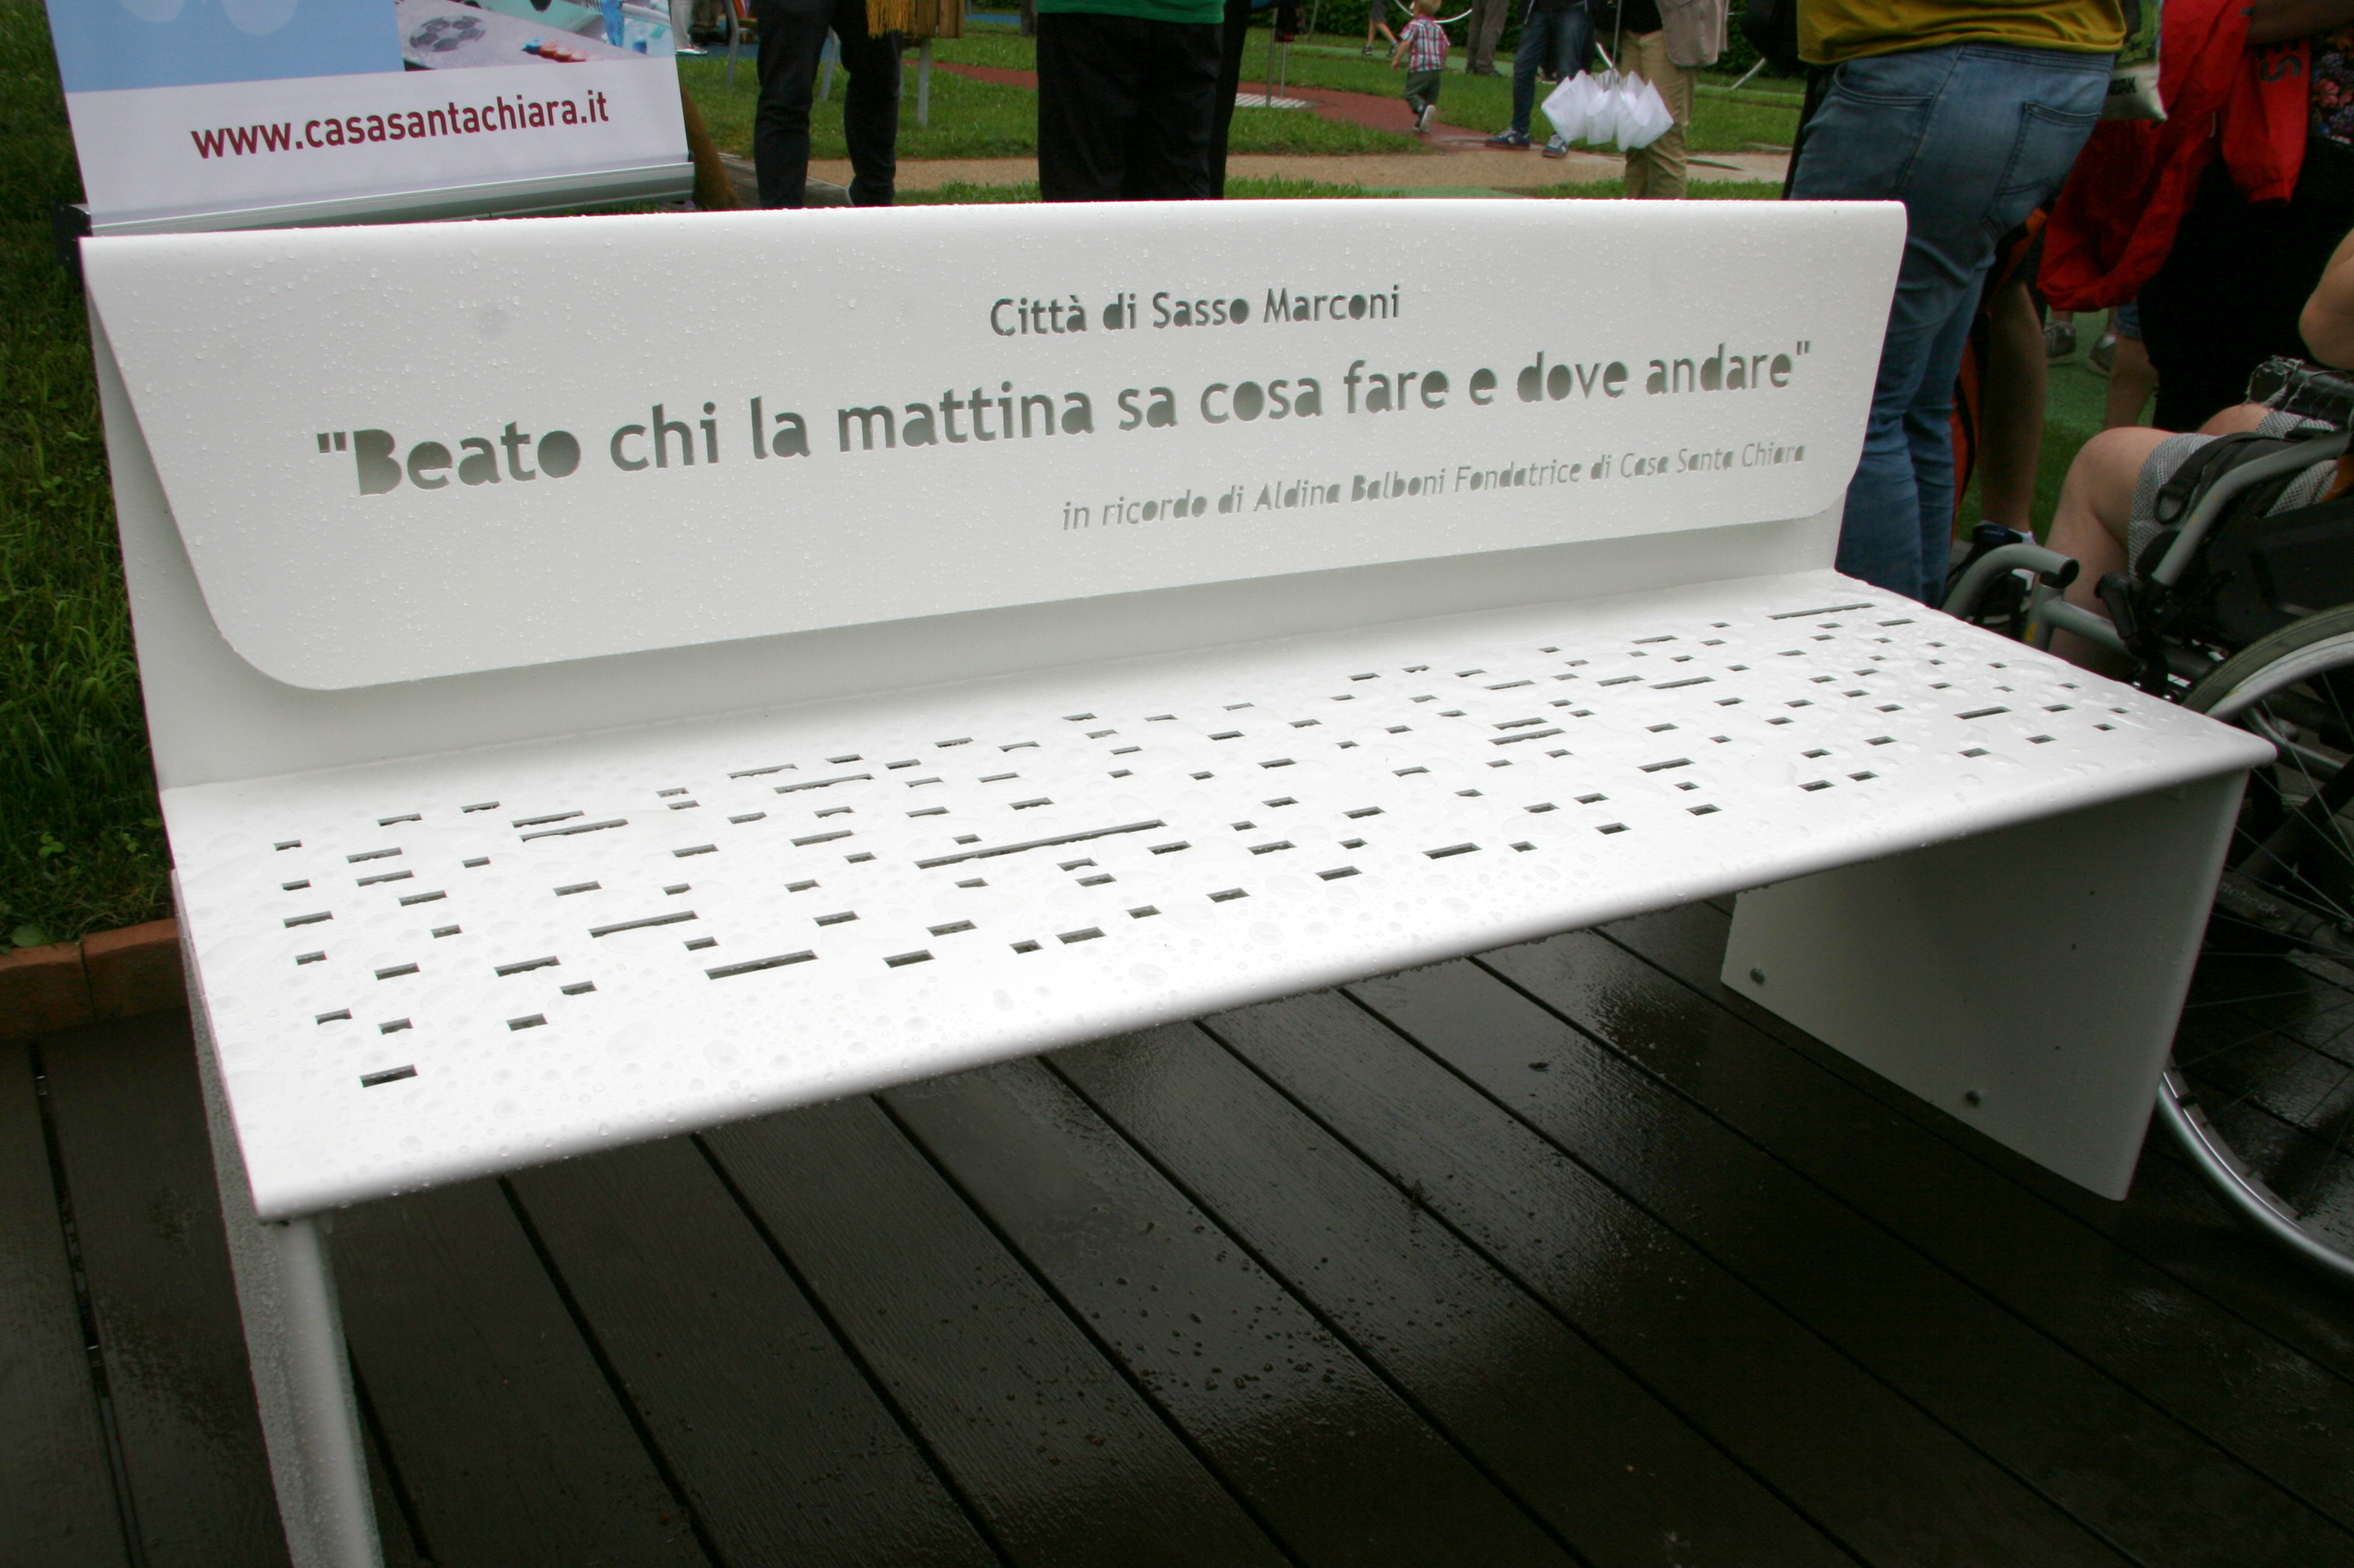 www.casasantachiara.it
Città di Sasso Marconi
"Beato chi la mattina sa cosa fare e dove andare"
in ricordo di Aldina Balboni Fondatrice di Casa Santa Chiara